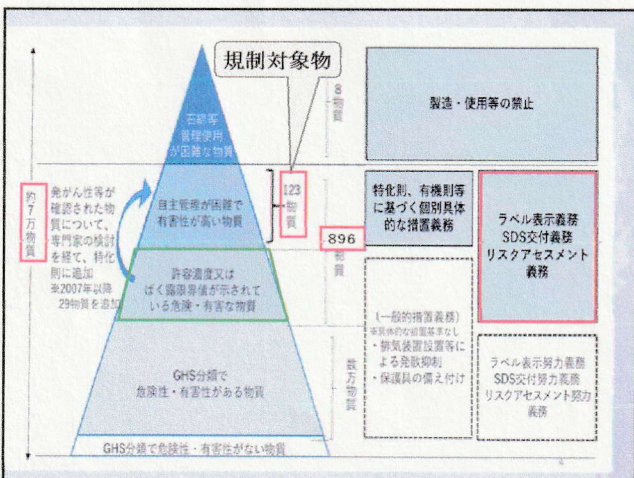 規制対象物
石綿等
管理使用
が困難な物質
8
物
質
製造・使用等の禁止
約
7
万
物
質
発がん性等が
確認された物
質について、
専門家の検討
を経て、特化
則に追加
※2007年以降
29物質を追加
自主管理が困難で
有害性が高い物質
123
物
質
特化則、有機則等
に基づく個別具体
的な措置義務
ラベル表示義務
SDS交付義務
リスクアセスメント
義務
896
物
質
許容濃度又は
ばく露限界値が示されて
いる危険・有害な物質
(一般的措置義務)
※具体的な措置基準なし
・排気装置設置等に
よる発散抑制
・保護具の備え付け
GHS分類で
危険性・有害性がある物質
数
万
物
質
ラベル表示努力義務
SDS交付努力義務
リスクアセスメント努力
義務
GHS分類で危険性・有害性がない物質
4